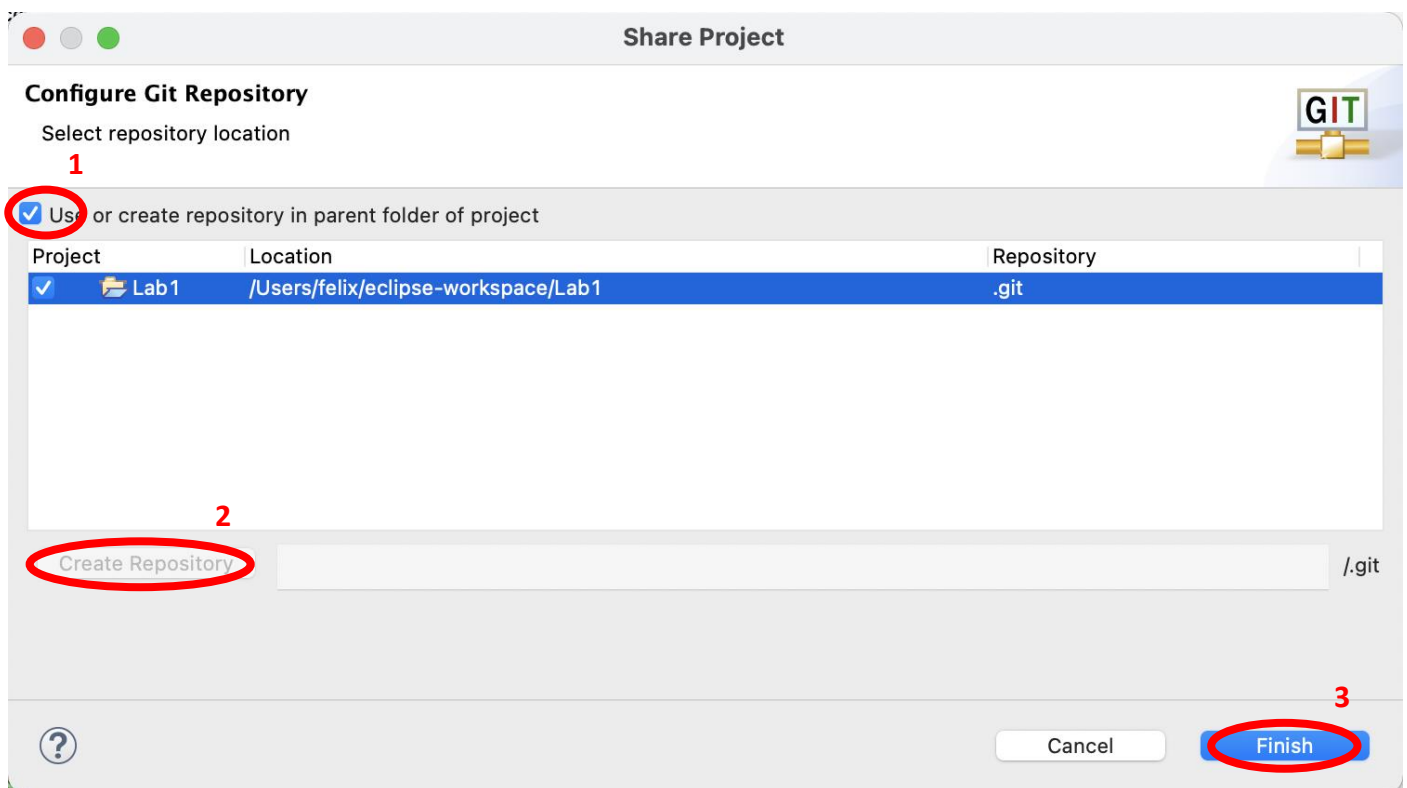 Share Project
Configure Git Repository
GIT
Select repository location
1
Use or create repository in parent folder of project
Project Location Repository
Lab1 /Users/felix/eclipse-workspace/Lab1 .git
2
Create Repository /.git
3
? Cancel Finish